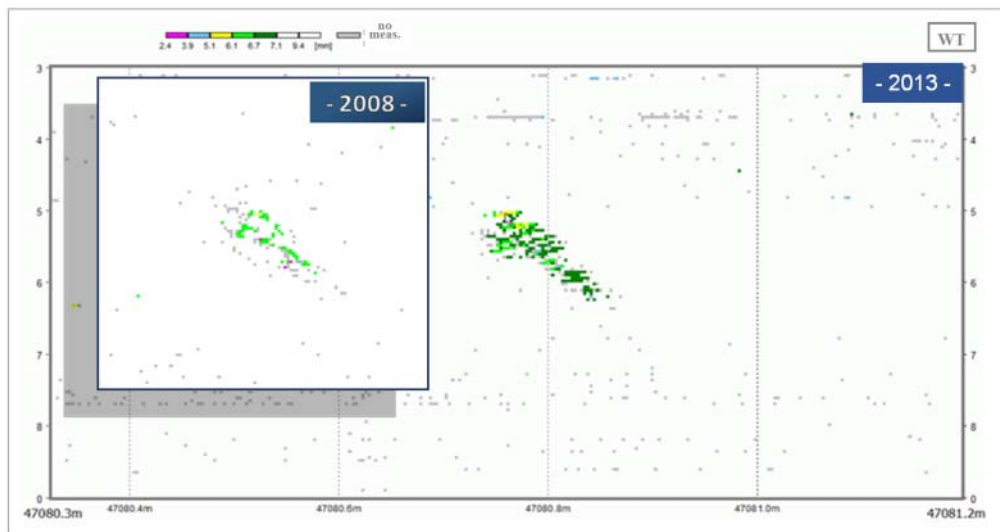 no
meas.
2.4 3.9 5.1 6.1 6.7 7.1 9.4 [mm]
WT
- 2008 -
- 2013 -
3 3
4 4
5 5
6 6
7 7
8 8
0 0
47080.3m 47080.4m 47080.6m 47080.8m 47081.0m 47081.2m